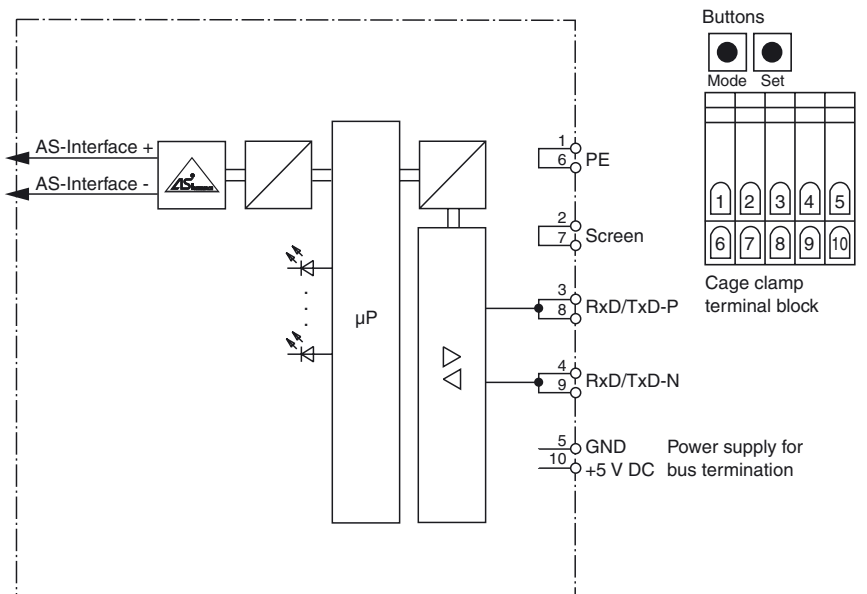 Buttons
Mode Set
AS-Interface +
AS-Interface -
µP
1
6 PE
2
7 Screen
3
8 RxD/TxD-P
4
9 RxD/TxD-N
5 GND Power supply for
10 +5 V DC bus termination
1 2 3 4 5
6 7 8 9 10
Cage clamp
terminal block